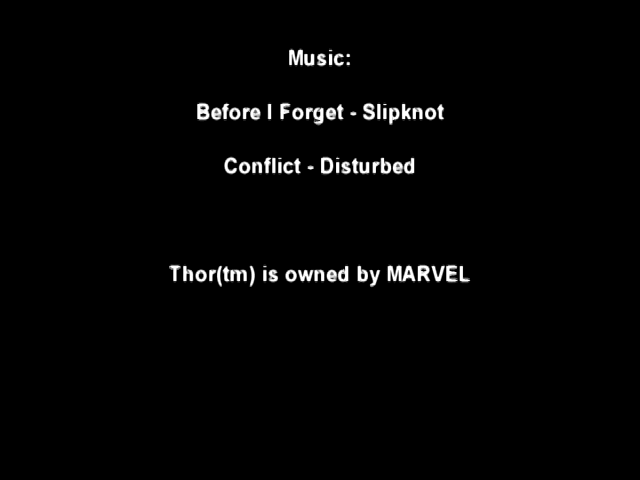 Music:
Before I Forget - Slipknot
Conflict - Disturbed
Thor(tm) is owned by MARVEL